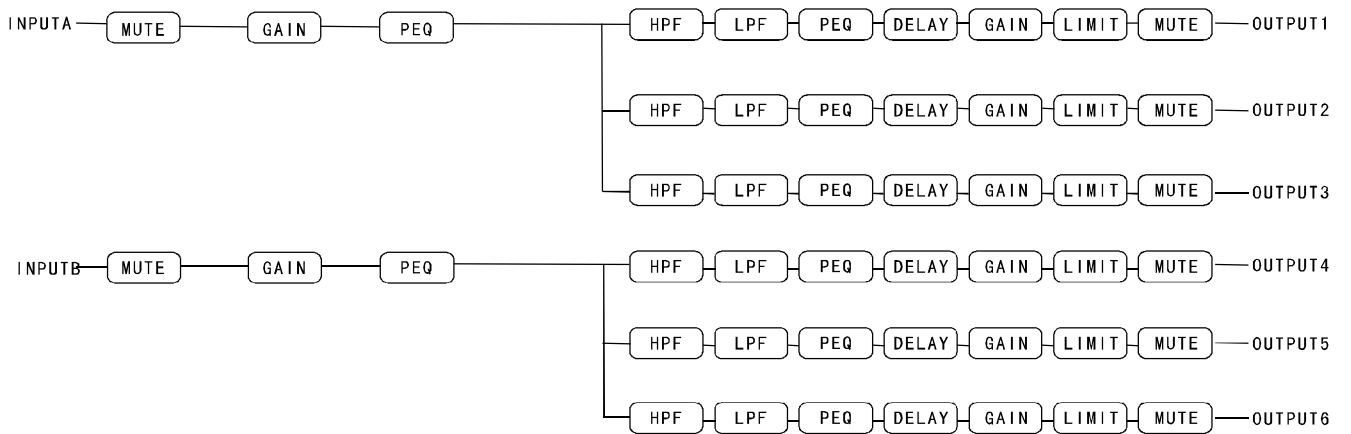 INPUTA MUTE GAIN PEQ HPF LPF PEQ DELAY GAIN LIMIT MUTE OUTPUT1
HPF LPF PEQ DELAY GAIN LIMIT MUTE OUTPUT2
HPF LPF PEQ DELAY GAIN LIMIT MUTE OUTPUT3
INPUTB MUTE GAIN PEQ HPF LPF PEQ DELAY GAIN LIMIT MUTE OUTPUT4
HPF LPF PEQ DELAY GAIN LIMIT MUTE OUTPUT5
HPF LPF PEQ DELAY GAIN LIMIT MUTE OUTPUT6